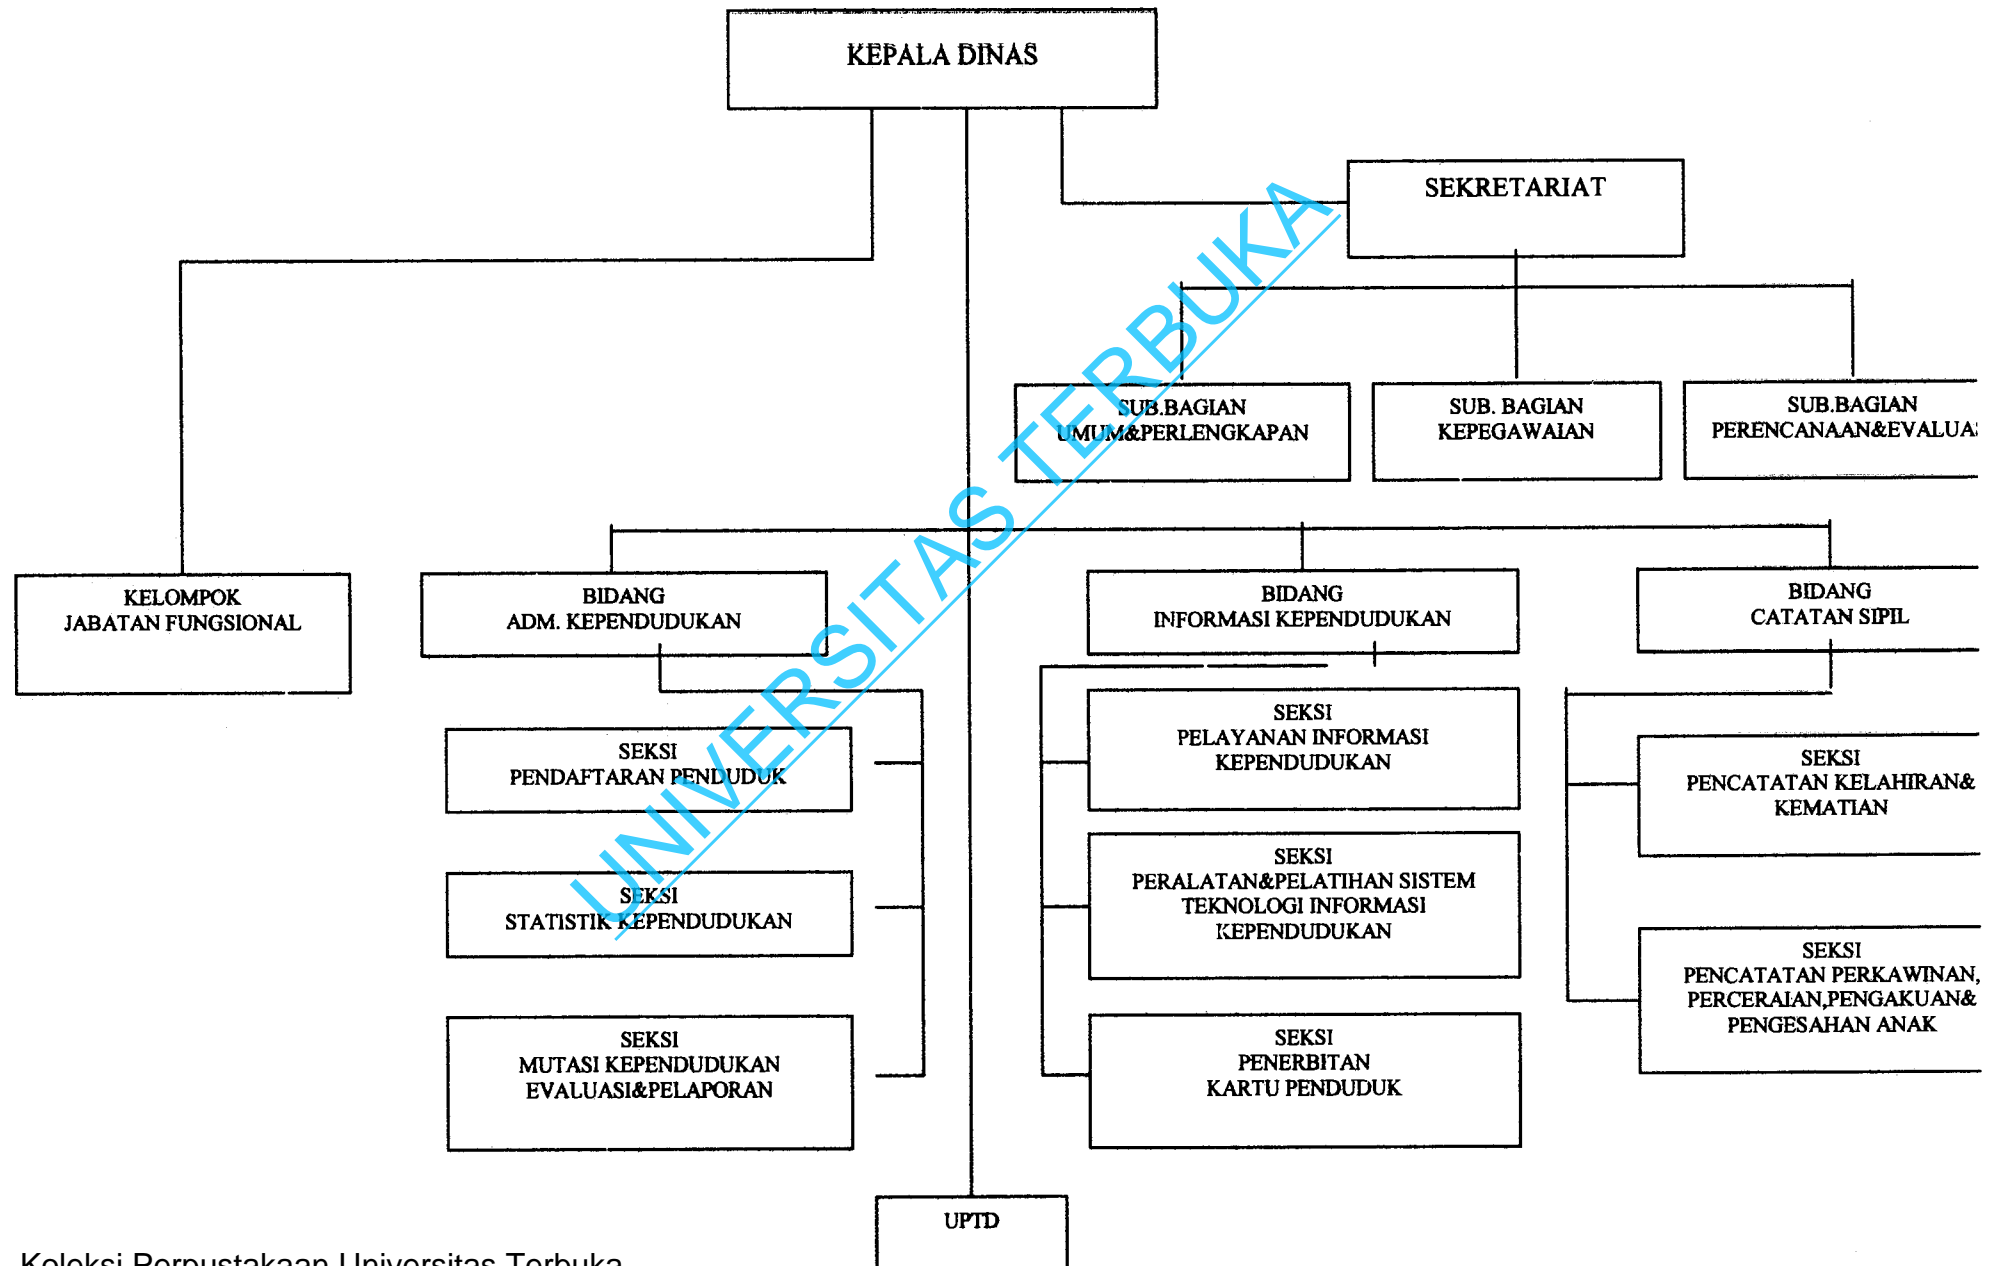 KEPALA DINAS
SEKRETARIAT
SUB.BAGIAN
UMUM&PERLENGKAPAN
SUB. BAGIAN
KEPEGAWAIAN
SUB.BAGIAN
PERENCANAAN&EVALUA
KELOMPOK
JABATAN FUNGSIONAL
BIDANG
ADM. KEPENDUDUKAN
BIDANG
INFORMASI KEPENDUDUKAN
BIDANG
CATATAN SIPIL
SEKSI
PENDAFTARAN PENDUDUK
SEKSI
STATISTIK KEPENDUDUKAN
SEKSI
MUTASI KEPENDUDUKAN
EVALUASI&PELAPORAN
SEKSI
PELAYANAN INFORMASI
KEPENDUDUKAN
SEKSI
PERALATAN&PELATIHAN SISTEM
TEKNOLOGI INFORMASI
KEPENDUDUKAN
SEKSI
PENERBITAN
KARTU PENDUDUK
SEKSI
PENCATATAN KELAHIRAN&
KEMATIAN
SEKSI
PENCATATAN PERKAWINAN,
PERCERAIAN,PENGAKUAN&
PENGESAHAN ANAK
UPTD
UNIVERSITAS TERBUKA
Koleksi Perpustakaan Universitas Terbuka